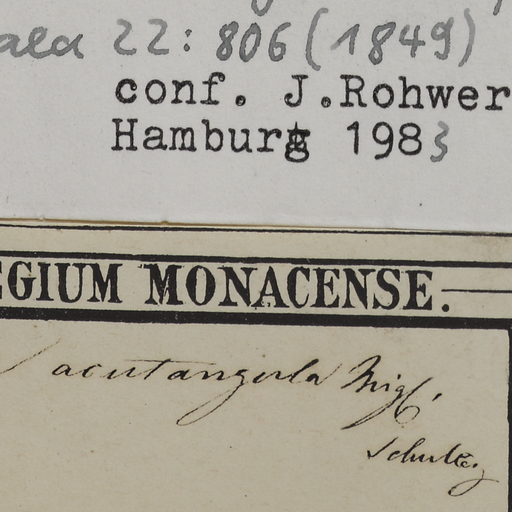 22: 806 (1849)
conf. J.Rohwer
Hamburg 1983
EGIUM MONACENSE.
acutangula